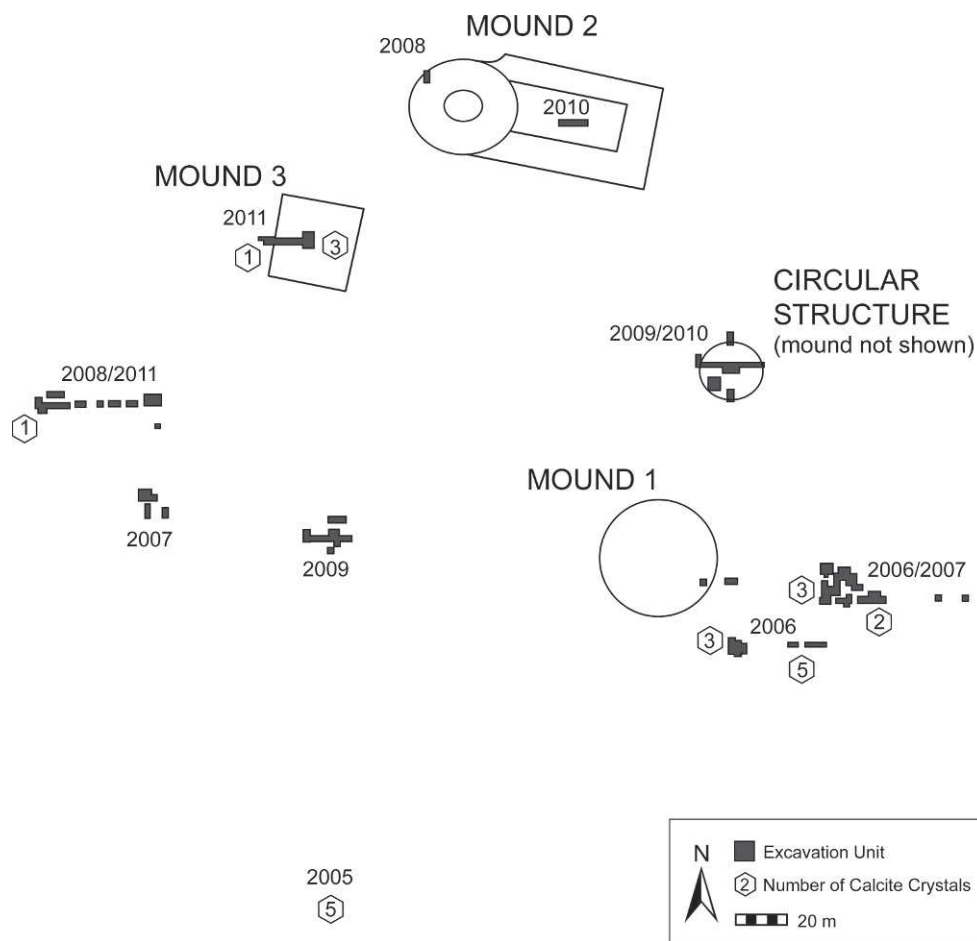 MOUND 2
2008
2010
MOUND 3
2011
1
3
CIRCULAR
STRUCTURE
(mound not shown)
2009/2010
2008/2011
1
MOUND 1
2007
2009
2006/2007
3
2
2006
3
5
2005
5
N
Excavation Unit
2 Number of Calcite Crystals
20 m